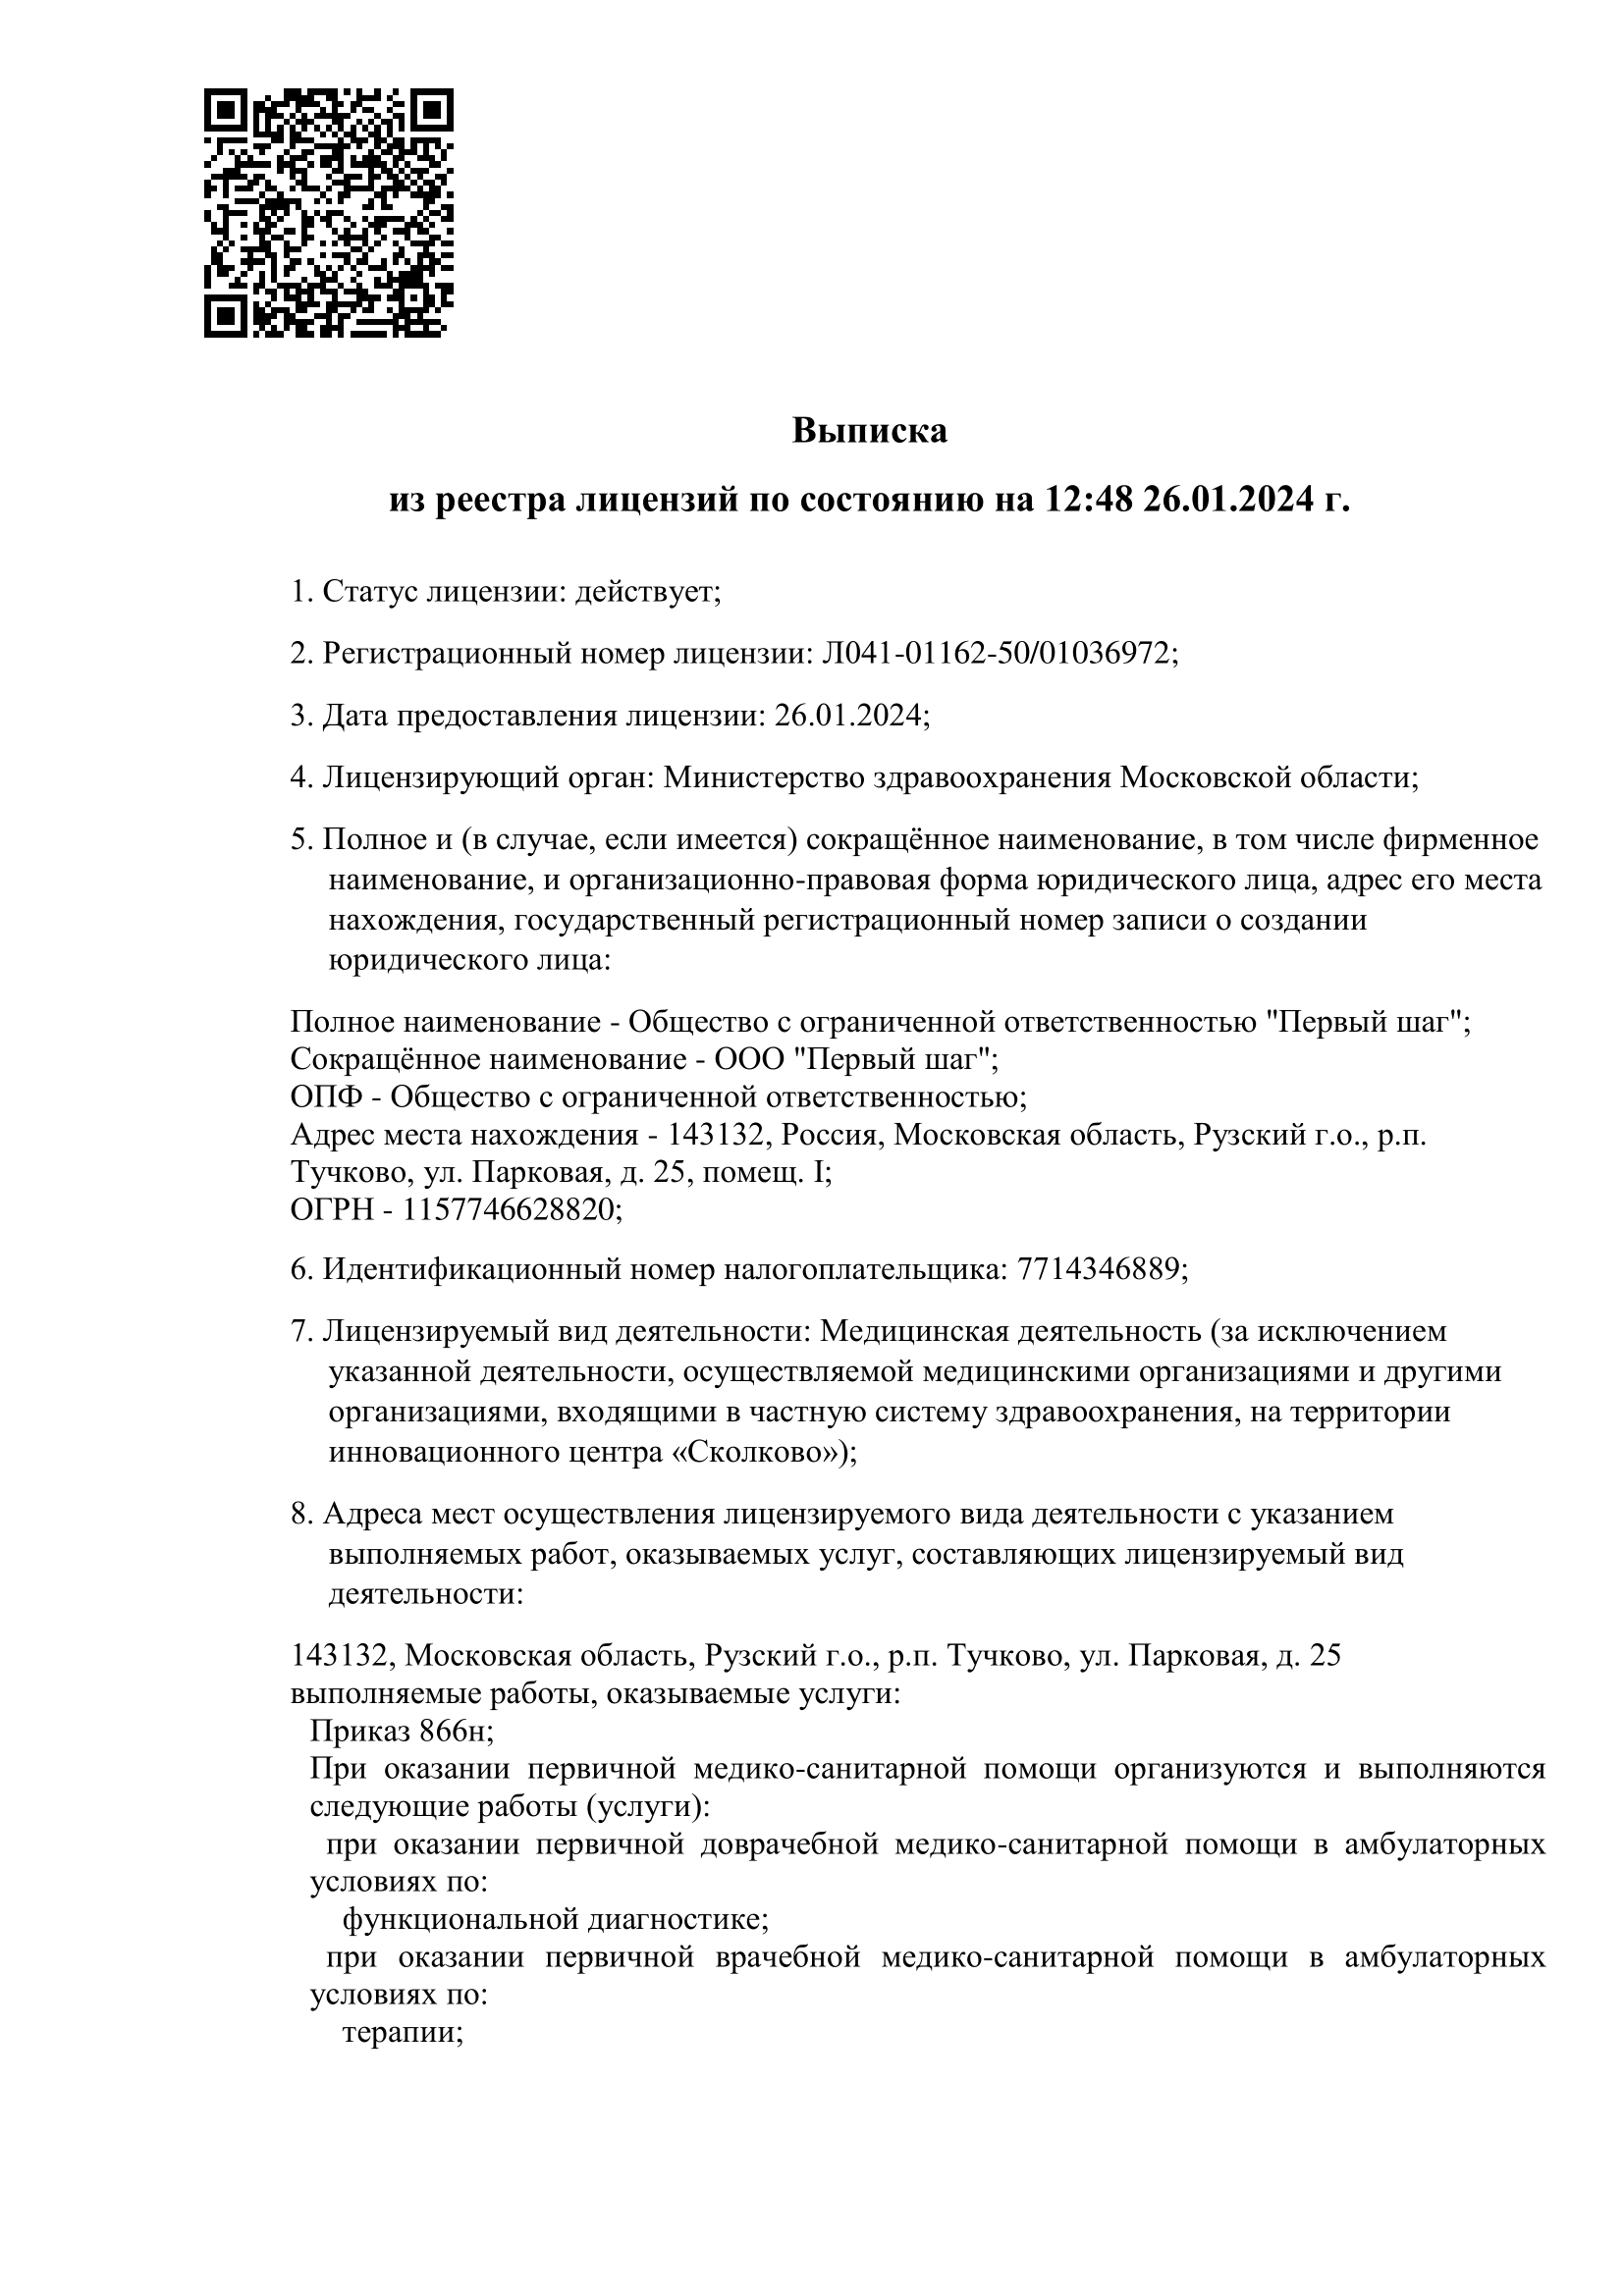 Выписка
из реестра лицензий по состоянию на 12:48 26.01.2024 г.
1. Статус лицензии: действует;
2. Регистрационный номер лицензии: Л041-01162-50/01036972;
3. Дата предоставления лицензии: 26.01.2024;
4. Лицензирующий орган: Министерство здравоохранения Московской области;
5. Полное и (в случае, если имеется) сокращённое наименование, в том числе фирменное
наименование, и организационно-правовая форма юридического лица, адрес его места
нахождения, государственный регистрационный номер записи о создании
юридического лица:
Полное наименование - Общество с ограниченной ответственностью "Первый шаг";
Сокращённое наименование - ООО "Первый шаг";
ОПФ - Общество с ограниченной ответственностью;
Адрес места нахождения - 143132, Россия, Московская область, Рузский г.о., р.п.
Тучково, ул. Парковая, д. 25, помещ. I;
ОГРН - 1157746628820;
6. Идентификационный номер налогоплательщика: 7714346889;
7. Лицензируемый вид деятельности: Медицинская деятельность (за исключением
указанной деятельности, осуществляемой медицинскими организациями и другими
организациями, входящими в частную систему здравоохранения, на территории
инновационного центра «Сколково»);
8. Адреса мест осуществления лицензируемого вида деятельности с указанием
выполняемых работ, оказываемых услуг, составляющих лицензируемый вид
деятельности:
143132, Московская область, Рузский г.о., р.п. Тучково, ул. Парковая, д. 25
выполняемые работы, оказываемые услуги:
Приказ 866н;
При оказании первичной медико-санитарной помощи организуются и выполняются
следующие работы (услуги):
при оказании первичной доврачебной медико-санитарной помощи в амбулаторных
условиях по:
функциональной диагностике;
при оказании первичной врачебной медико-санитарной помощи в амбулаторных
условиях по:
терапии;